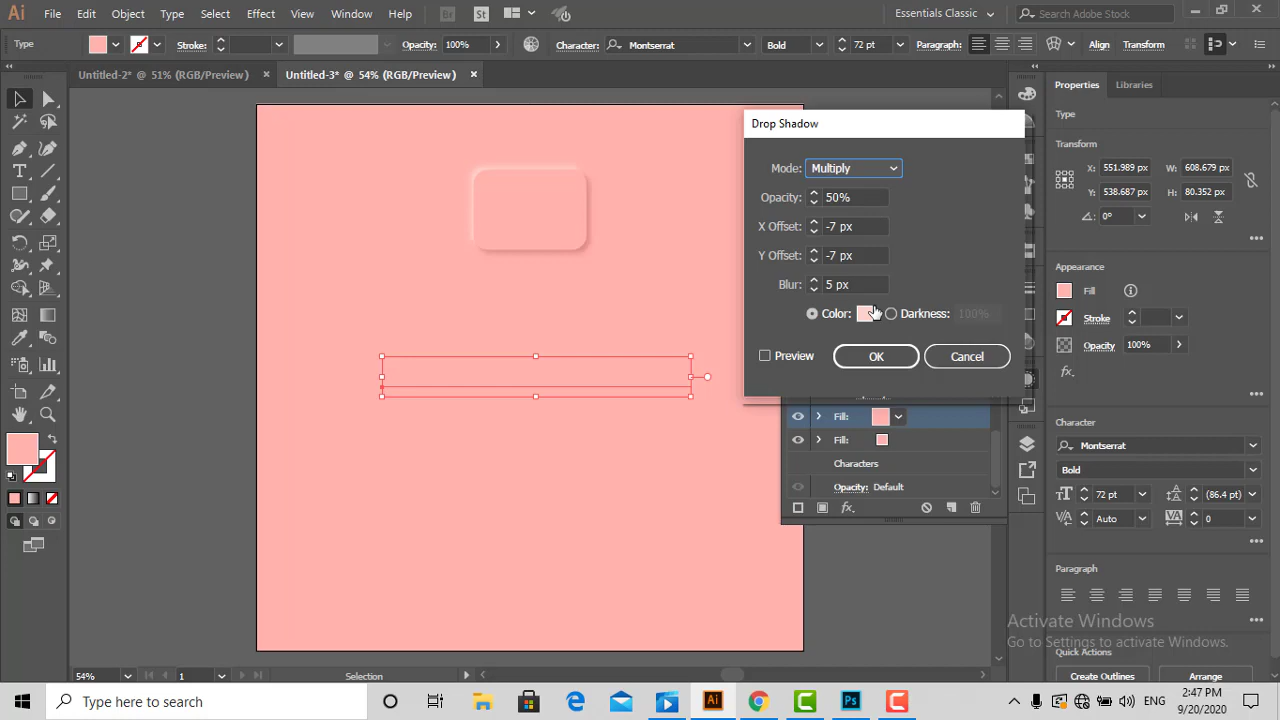 Ai File Edit Object Type Select Effect View Window Help Br St Essentials Classic Search Adobe Stock
Type Stroke: Opacity: 100% Character: Montserrat Bold 72 pt Paragraph: Align Transform
Untitled-2* @ 51% (RGB/Preview) × Untitled-3* @ 54% (RGB/Preview) ×
Drop Shadow
Mode: Multiply
Opacity: 50%
X Offset: -7 px
Y Offset: -7 px
Blur: 5 px
Color: Darkness: 100%
Preview OK Cancel
Fill:
Fill:
Characters
Opacity: Default
fx
Properties Libraries
Type
Transform
X: 551.989 px W: 608.679 px
Y: 538.687 px H: 80.352 px
0°
Appearance
Fill
Stroke
Opacity 100%
fx.
Character
Montserrat
Bold
72 pt (86.4 pt)
Auto 0
Paragraph
Activate Windows
Go to Settings to activate Windows.
Quick Actions
Create Outlines Arrange
54% 1 Selection
Type here to search Ai Ps C C ENG 2:47 PM
9/20/2020